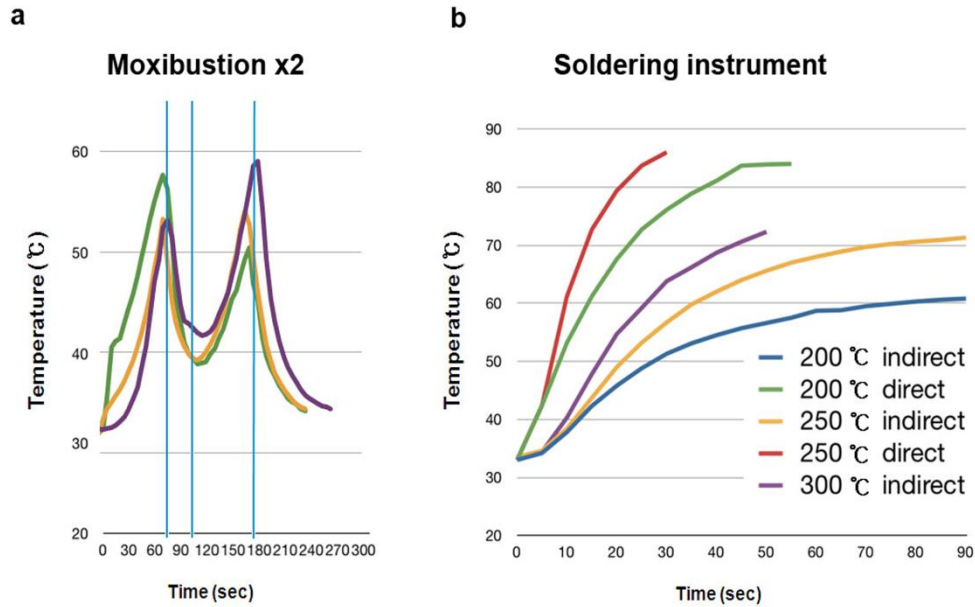 a
Moxibustion x2
Temperature (℃)
60
50
40
30
20
0 30 60 90 120 150 180 210 240 270 300
Time (sec)
b
Soldering instrument
Temperature (℃)
90
80
70
60
50
40
30
20
200 ℃ indirect
200 ℃ direct
250 ℃ indirect
250 ℃ direct
300 ℃ indirect
0 10 20 30 40 50 60 70 80 90
Time (sec)